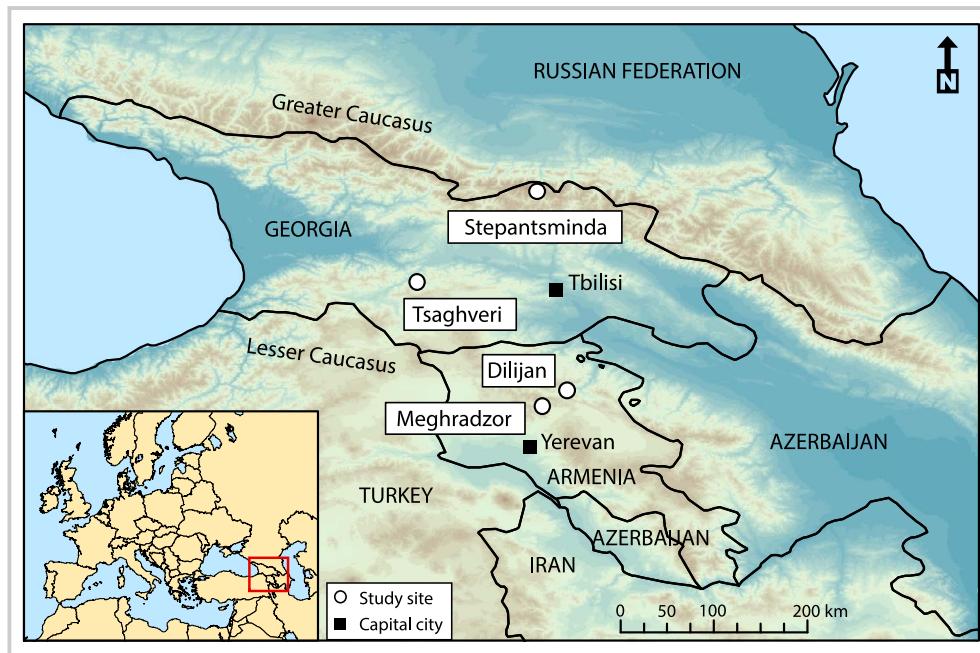 RUSSIAN FEDERATION
N
Greater Caucasus
Stepantsminda
GEORGIA
Tbilisi
Tsaghveri
Lesser Caucasus
Dilijan
Meghradzor
Yerevan
AZERBAIJAN
ARMENIA
TURKEY
AZERBAIJAN
IRAN
Study site
Capital city
0 50 100 200 km